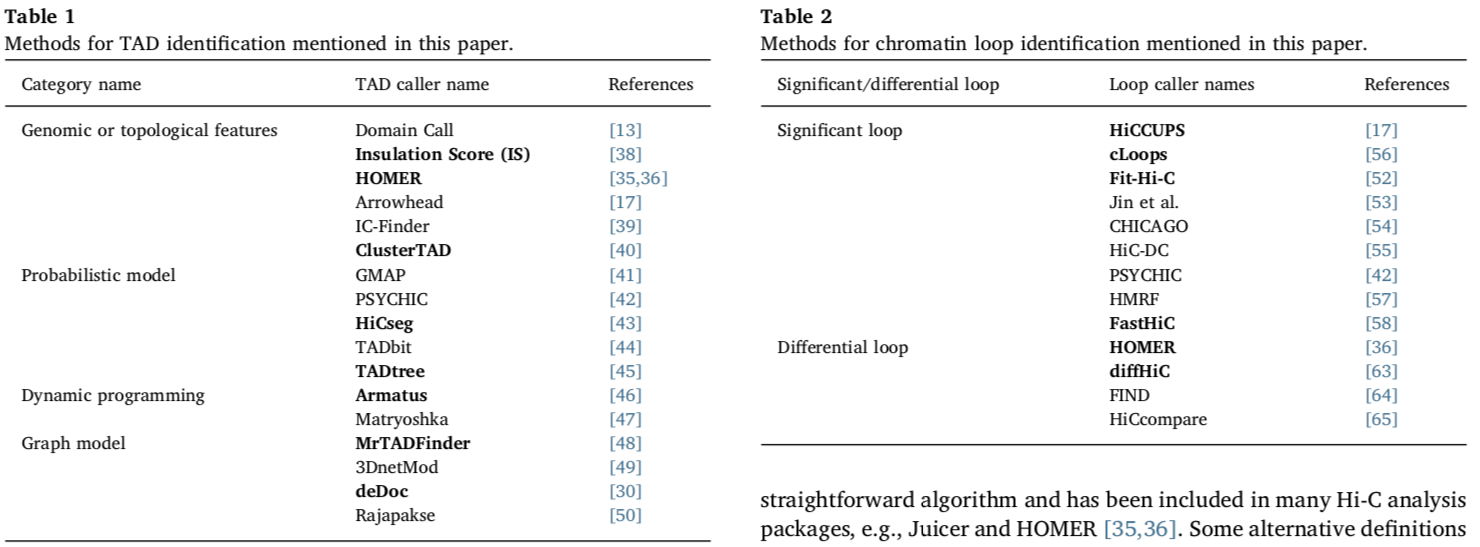 Table 1
Methods for TAD identification mentioned in this paper.
Category name TAD caller name References
Genomic or topological features Domain Call [13]
Insulation Score (IS) [38]
HOMER [35,36]
Arrowhead [17]
IC-Finder [39]
ClusterTAD [40]
Probabilistic model GMAP [41]
PSYCHIC [42]
HiCseg [43]
TADbit [44]
TADtree [45]
Dynamic programming Armatus [46]
Matryoshka [47]
Graph model MrTADFinder [48]
3DnetMod [49]
deDoc [30]
Rajapakse [50]
Table 2
Methods for chromatin loop identification mentioned in this paper.
Significant/differential loop Loop caller names References
Significant loop HiCCUPS [17]
cLoops [56]
Fit-Hi-C [52]
Jin et al. [53]
CHICAGO [54]
HiC-DC [55]
PSYCHIC [42]
HMRF [57]
FastHiC [58]
Differential loop HOMER [36]
diffHiC [63]
FIND [64]
HiCcompare [65]
straightforward algorithm and has been included in many Hi-C analysis
packages, e.g., Juicer and HOMER [35,36]. Some alternative definitions